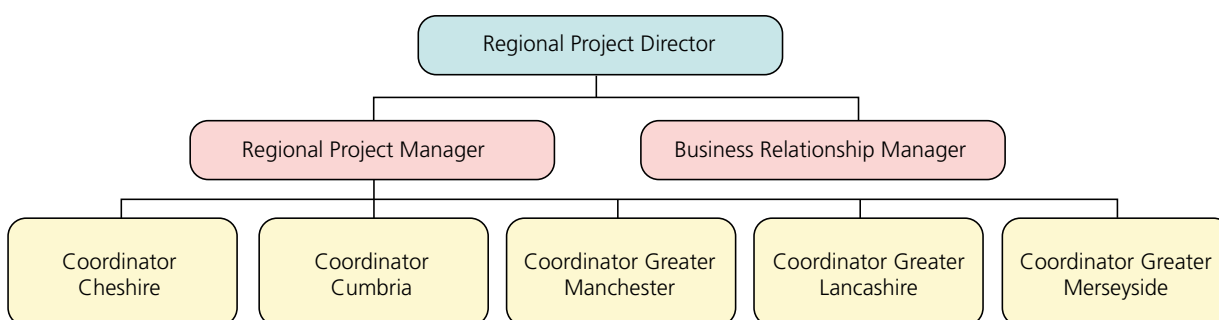 Regional Project Director
Regional Project Manager
Business Relationship Manager
Coordinator
Cheshire
Coordinator
Cumbria
Coordinator Greater
Manchester
Coordinator Greater
Lancashire
Coordinator Greater
Merseyside